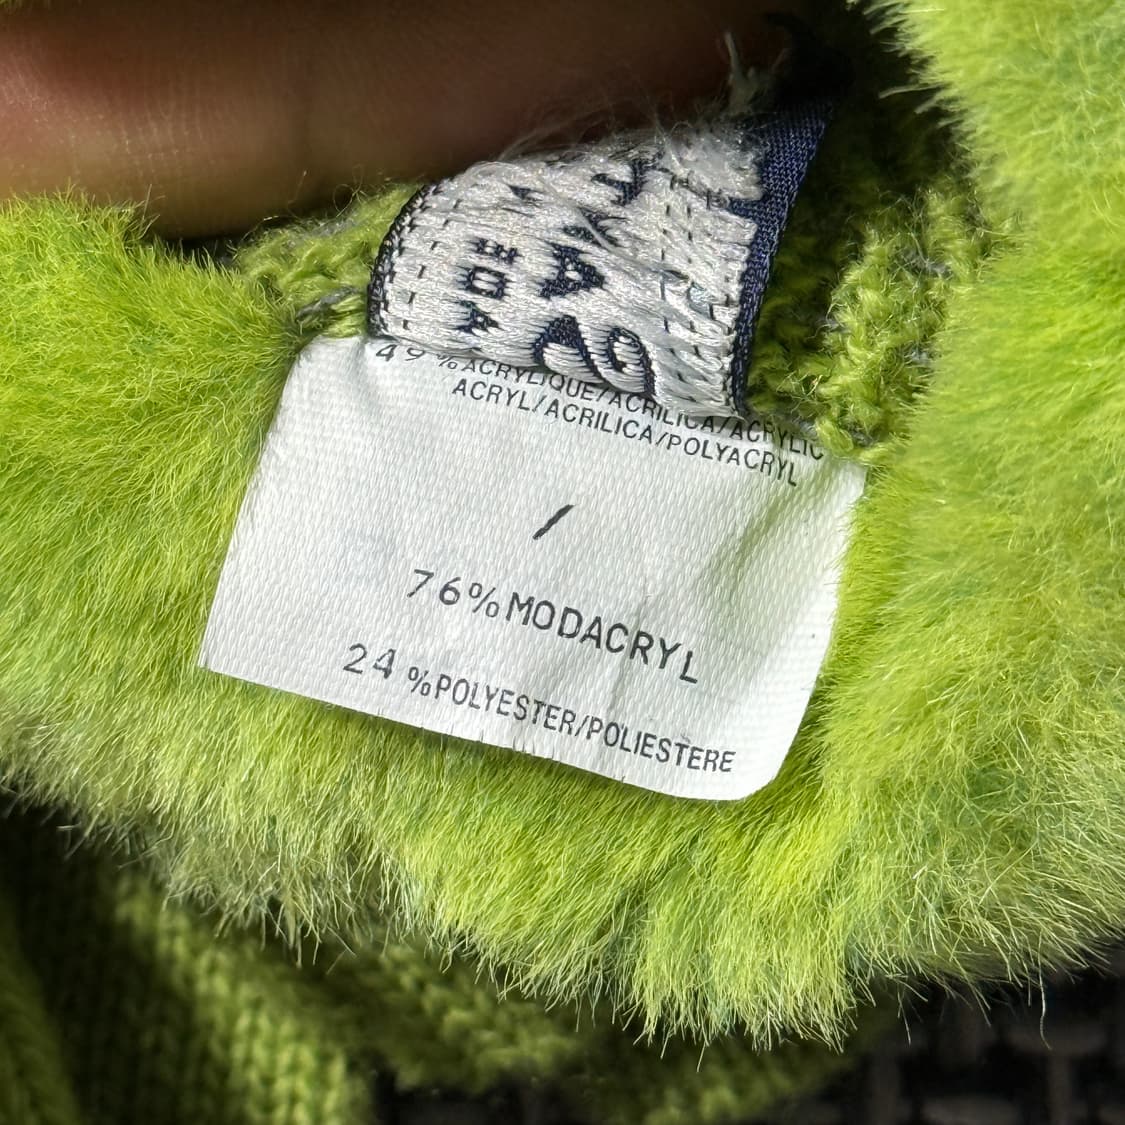 49%ACRYLIQUE/ACRILICA/ACRYLIC
ACRYL/ACRILICA/POLYACRYL
/
76%MODACRYL
24%POLYESTER/POLIESTERE